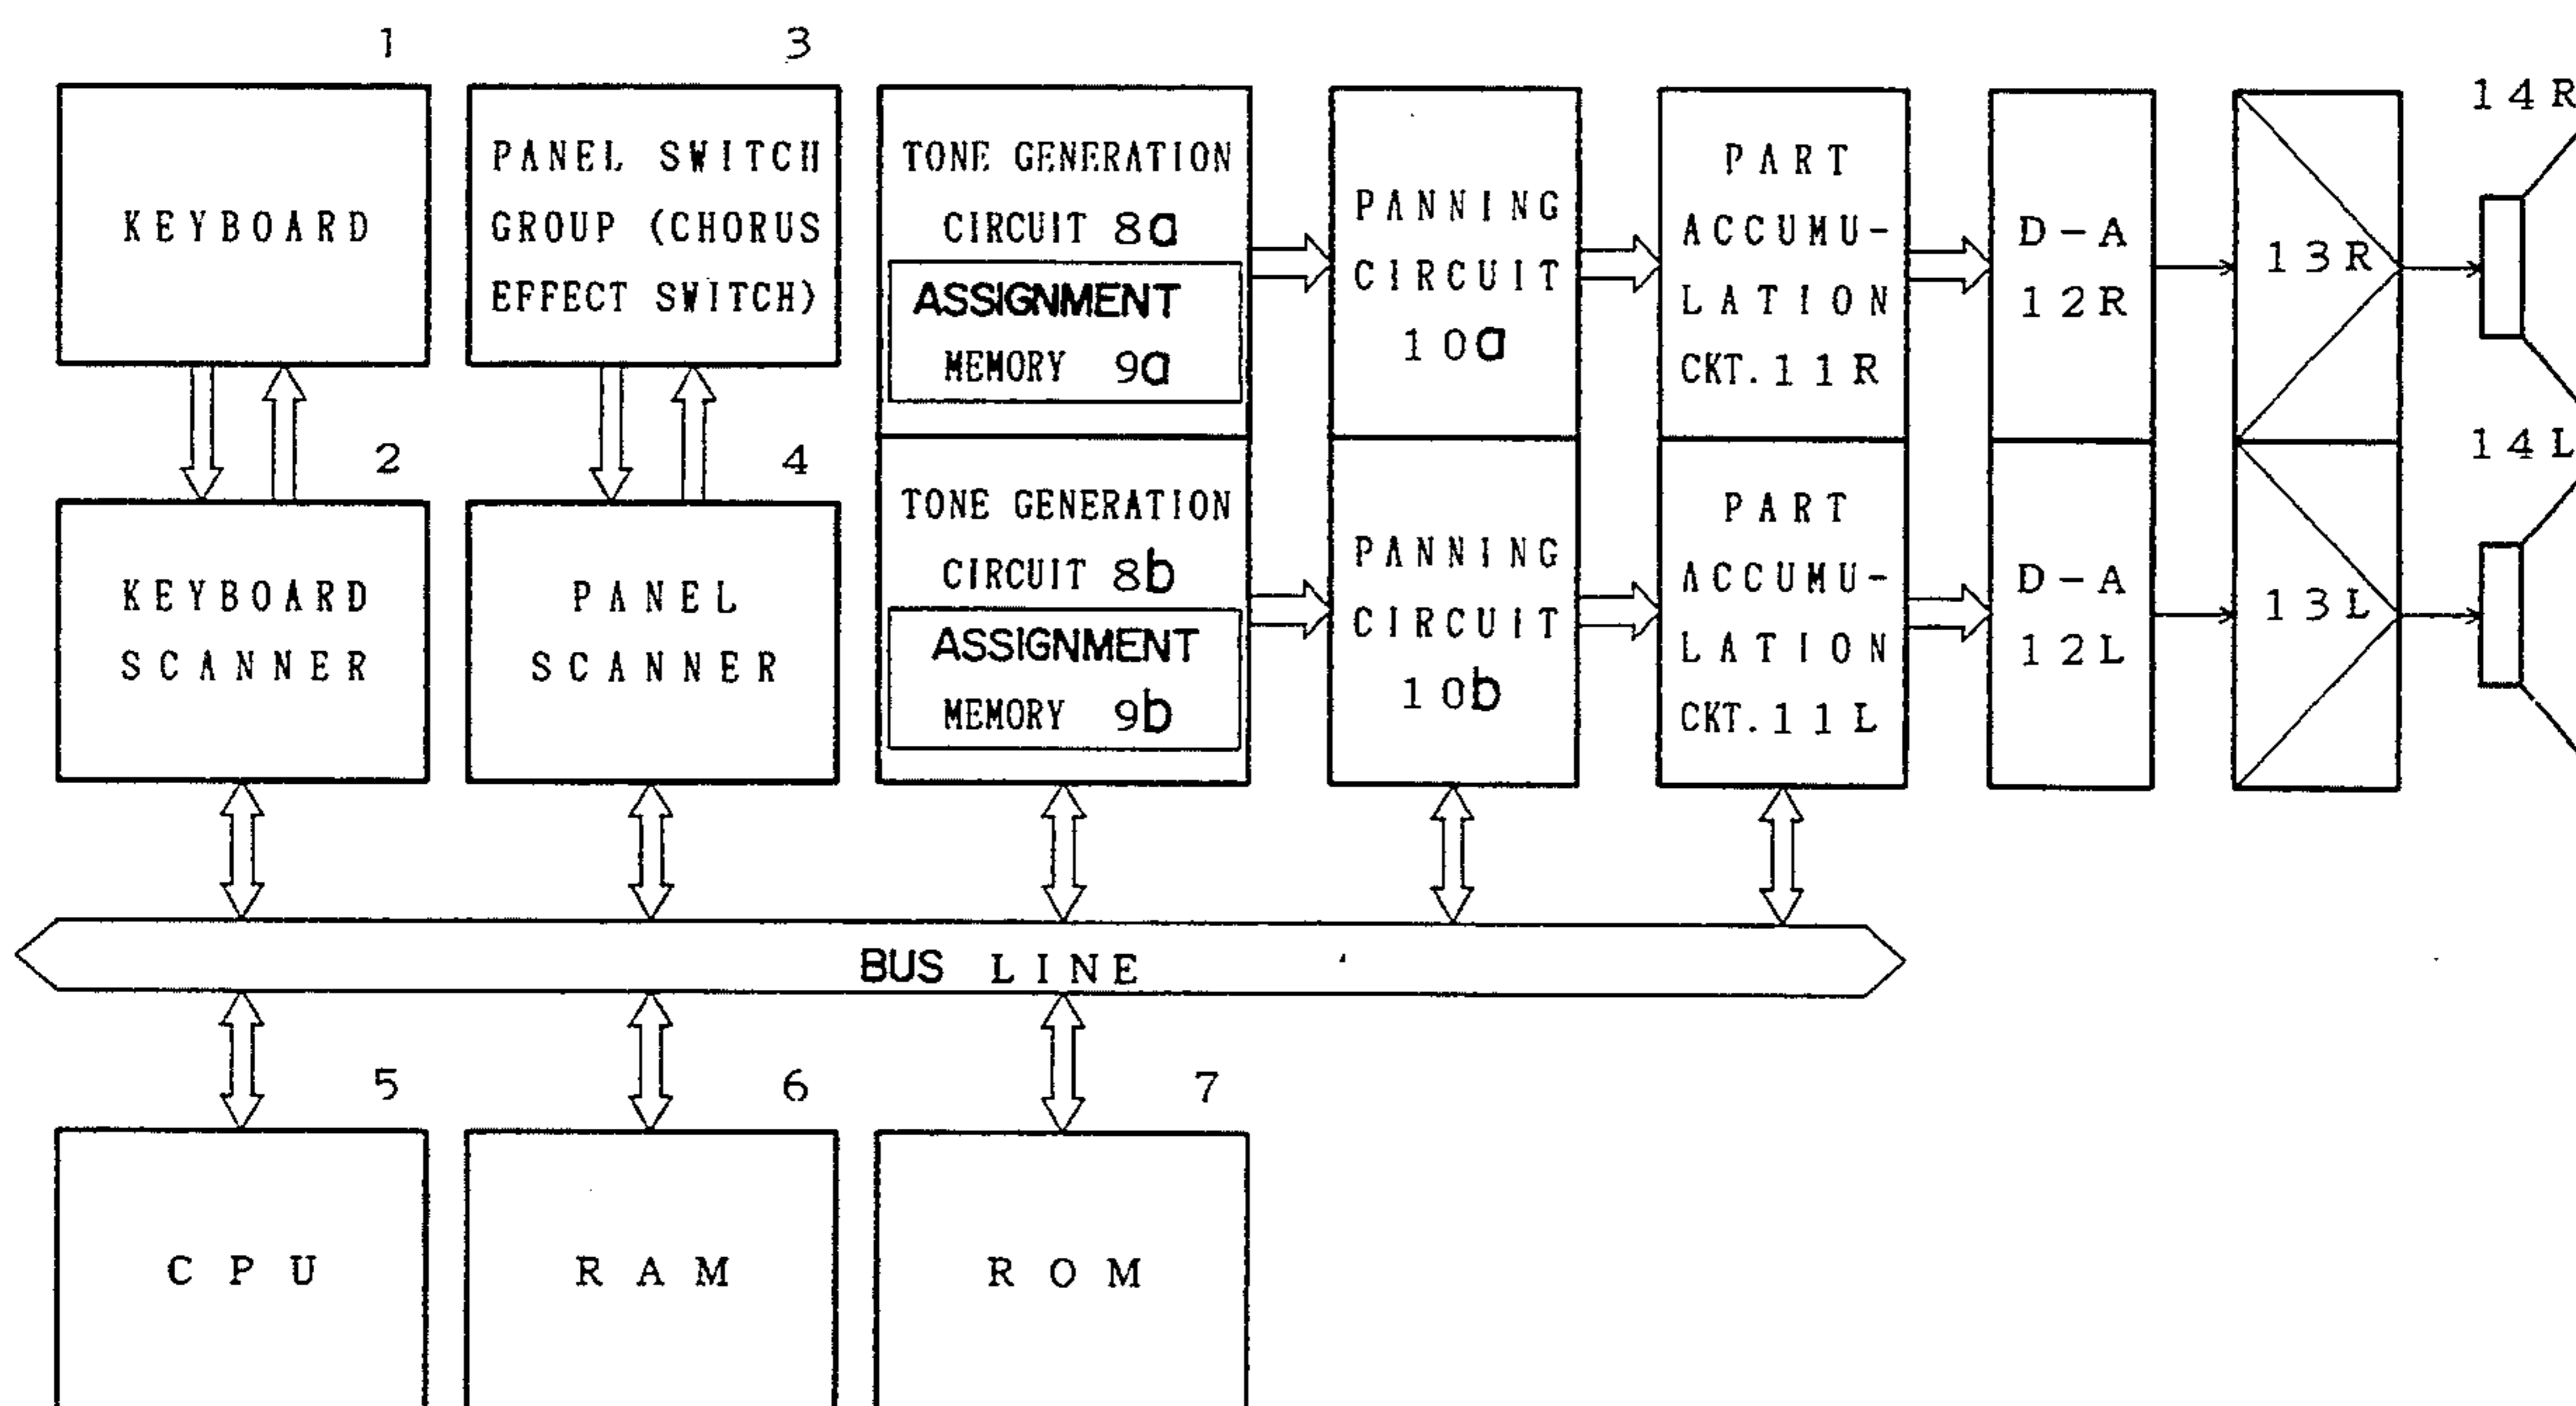 1
KEYBOARD
2
KEYBOARD
SCANNER
3
PANEL SWITCH
GROUP (CHORUS
EFFECT SWITCH)
4
PANEL
SCANNER
TONE GENERATION
CIRCUIT 8a
ASSIGNMENT
MEMORY 9a
TONE GENERATION
CIRCUIT 8b
ASSIGNMENT
MEMORY 9b
PANNING
CIRCUIT
10a
PANNING
CIRCUIT
10b
PART
ACCUMU-
LATION
CKT.11R
PART
ACCUMU-
LATION
CKT.11L
D-A
12R
D-A
12L
13R
13L
14R
14L
BUS LINE
5
CPU
6
RAM
7
ROM